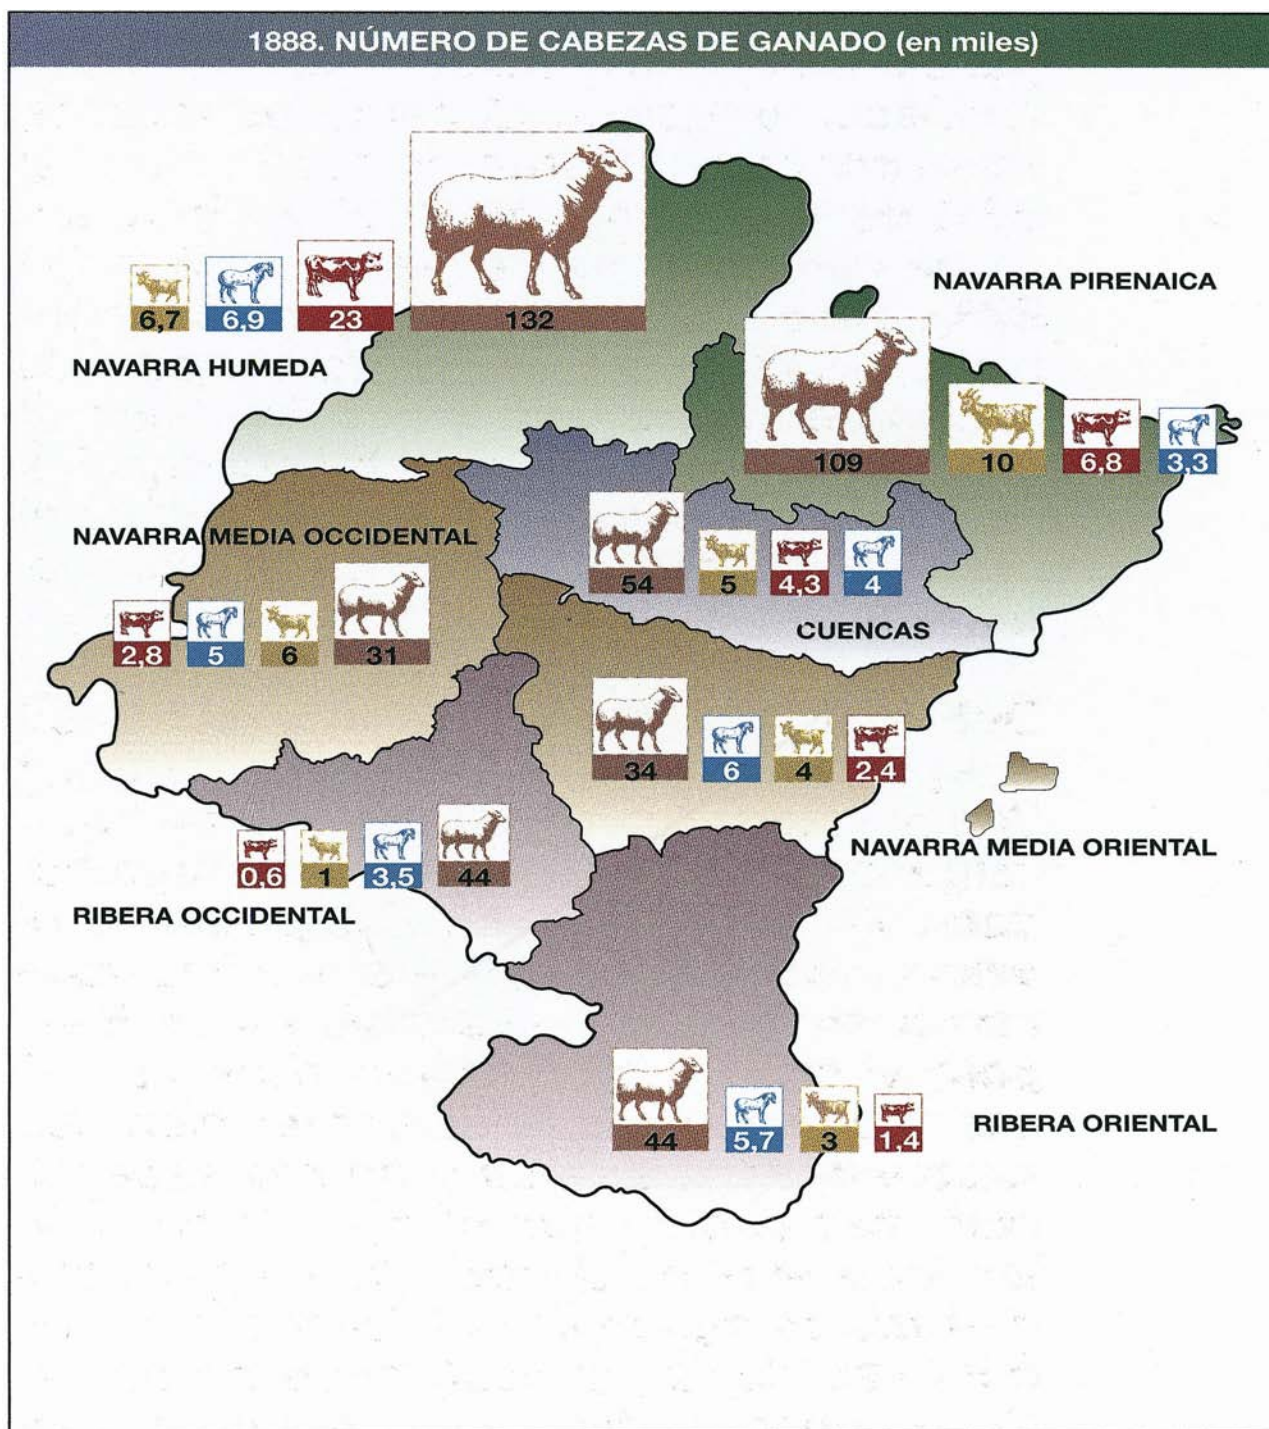 1888. NÚMERO DE CABEZAS DE GANADO (en miles)
6,7 6,9 23 132
NAVARRA HUMEDA
NAVARRA PIRENAICA
109 10 6,8 3,3
NAVARRA MEDIA OCCIDENTAL
2,8 5 6 31
54 5 4,3 4
CUENCAS
34 6 4 2,4
NAVARRA MEDIA ORIENTAL
0,6 1 3,5 44
RIBERA OCCIDENTAL
44 5,7 3 1,4
RIBERA ORIENTAL